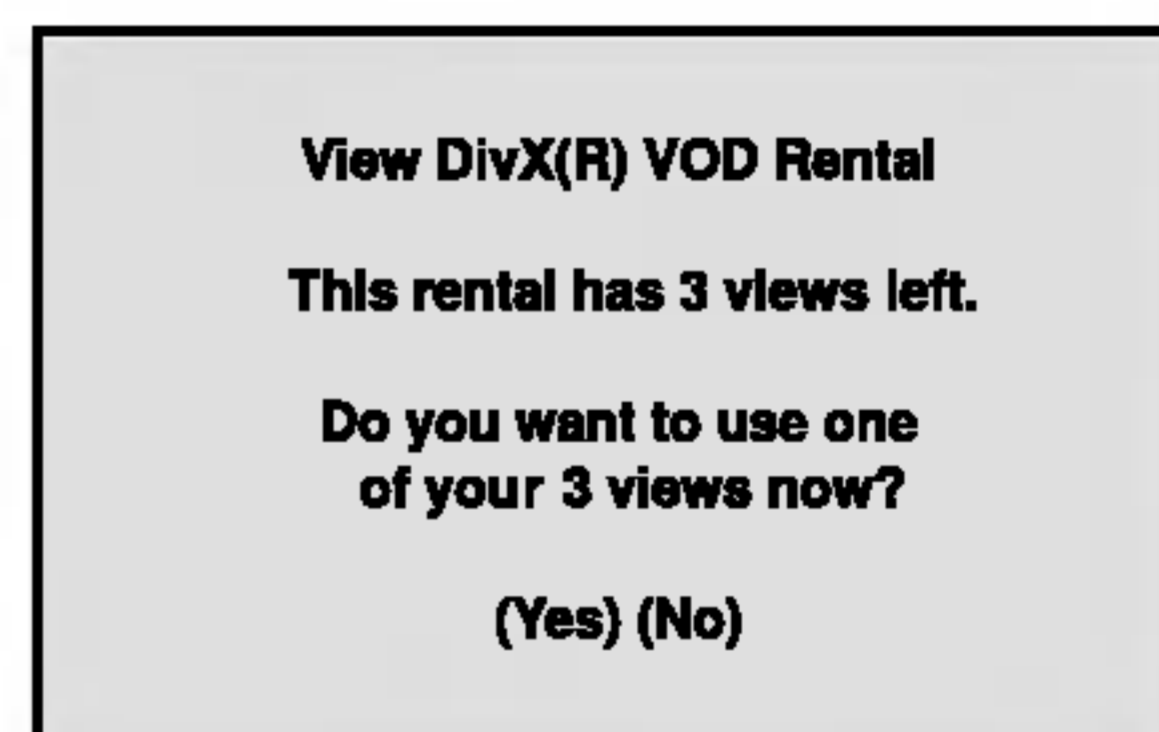 View DivX(R) VOD Rental
This rental has 3 views left.
Do you want to use one
of your 3 views now?
(Yes) (No)